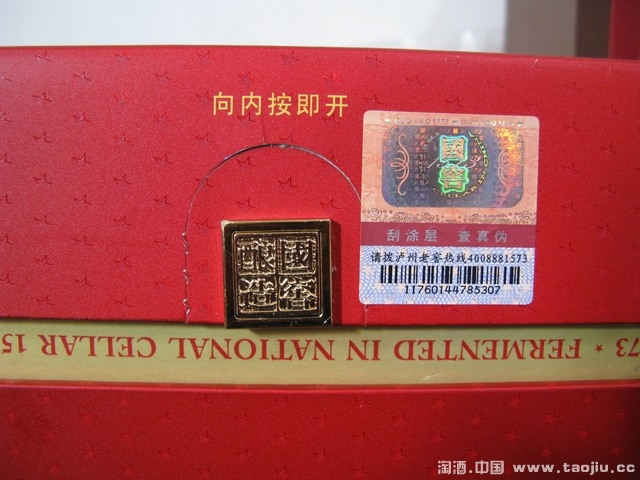 向内按即开
國窖
國窖
釀造
刮涂层 查真伪
请拨泸州老窖热线4008881573
11760144785307
73 ★ FERMENTED IN NATIONAL CELLAR 15
淘酒.中国 www.taojiu.cc